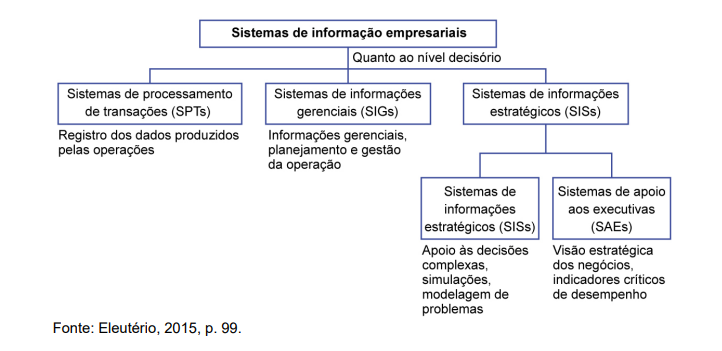 Sistemas de informação empresariais
Quanto ao nível decisório
Sistemas de processamento
de transações (SPTs)
Registro dos dados produzidos
pelas operações
Sistemas de informações
gerenciais (SIGs)
Informações gerenciais,
planejamento e gestão
da operação
Sistemas de informações
estratégicos (SISs)
Sistemas de
informações
estratégicos (SISs)
Apoio às decisões
complexas,
simulações,
modelagem de
problemas
Sistemas de apoio
aos executivas
(SAEs)
Visão estratégica
dos negócios,
indicadores críticos
de desempenho
Fonte: Eleutério, 2015, p. 99.